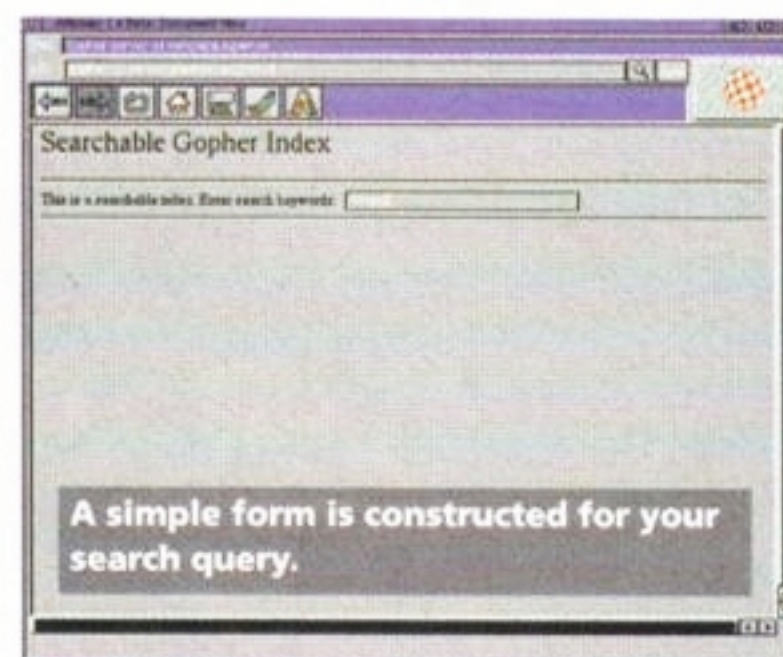 Searchable Gopher Index
This is a searchable index. Enter search keywords:
A simple form is constructed for your
search query.